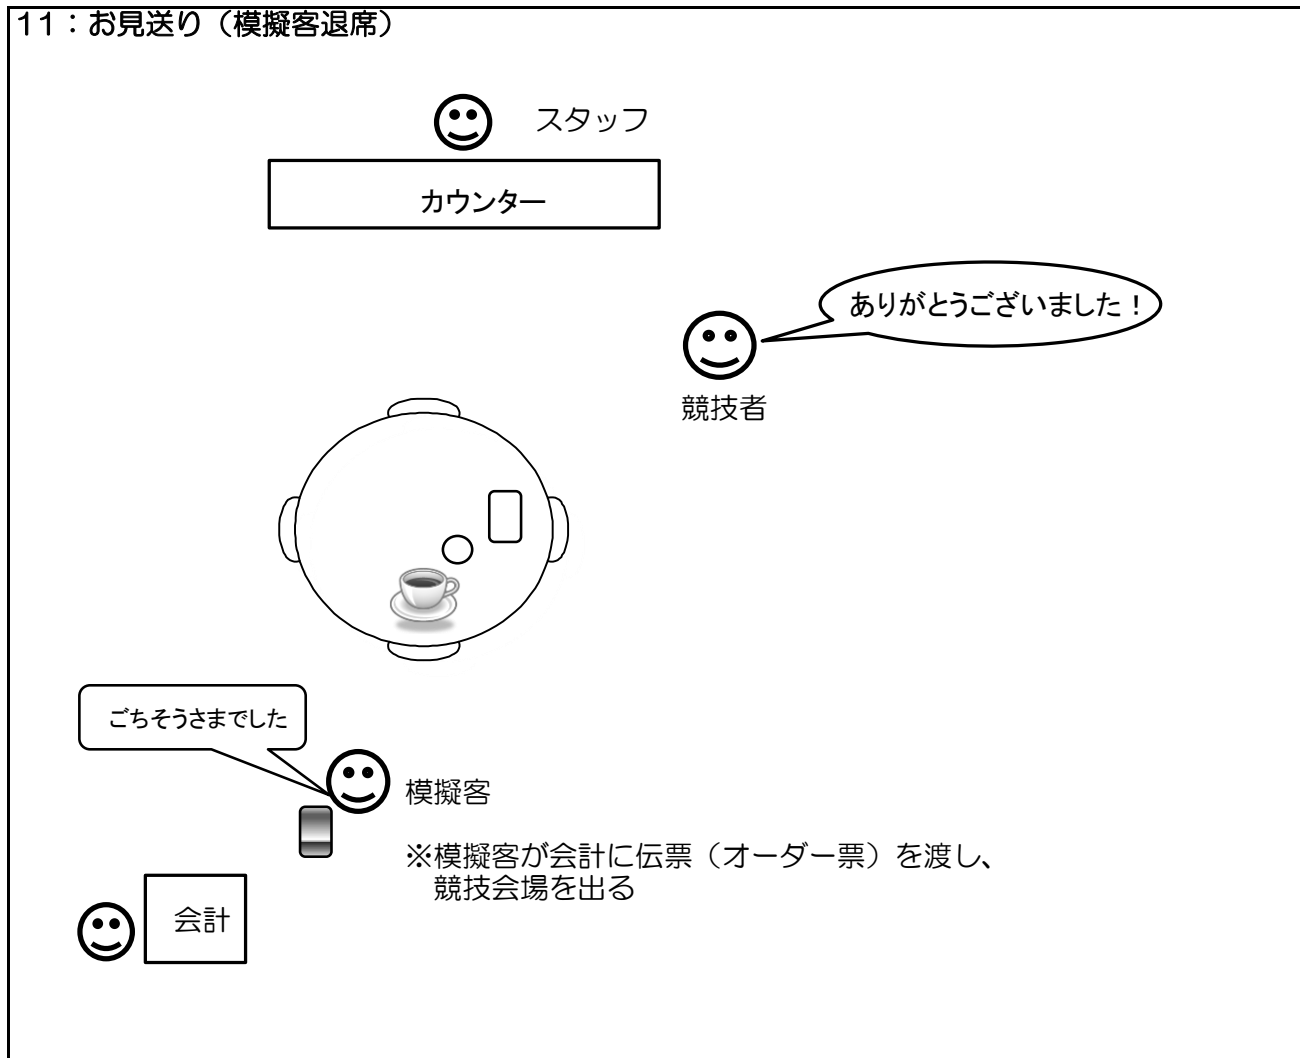 11：お見送り（模擬客退席）
スタッフ
カウンター
ありがとうございました！
競技者
ごちそうさまでした
模擬客
※模擬客が会計に伝票（オーダー票）を渡し、
競技会場を出る
会計